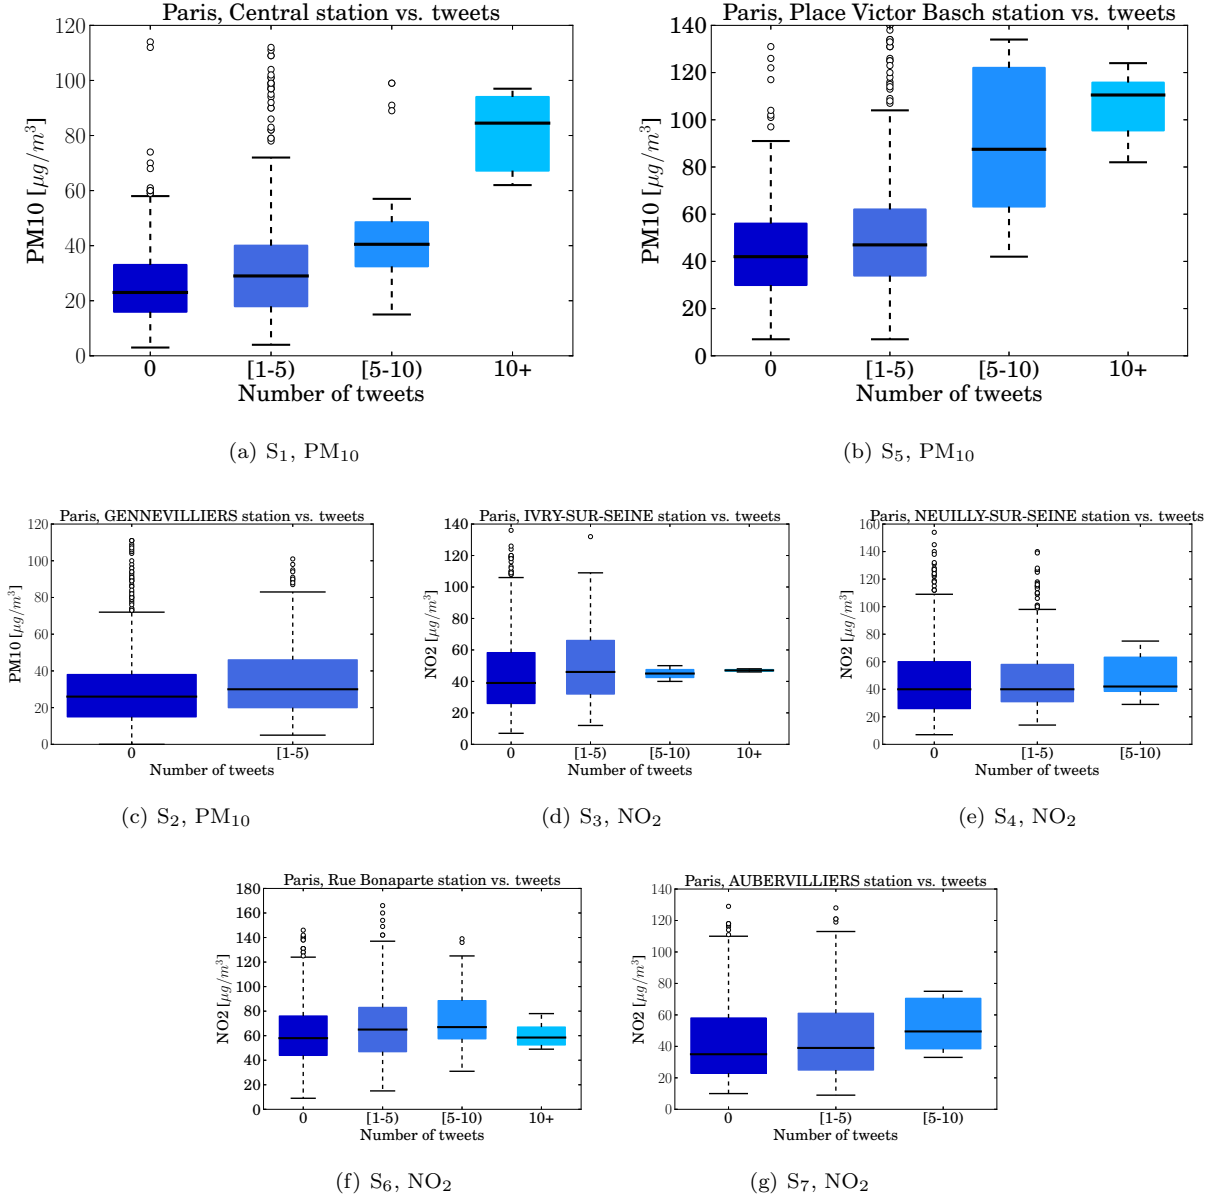 Paris, Central station vs. tweets
PM10 [μg/m³]
120
100
80
60
40
20
0
0 [1-5) [5-10) 10+
Number of tweets
(a) S₁, PM₁₀
Paris, Place Victor Basch station vs. tweets
PM10 [μg/m³]
140
120
100
80
60
40
20
0
0 [1-5) [5-10) 10+
Number of tweets
(b) S₅, PM₁₀
Paris, GENNEVILLIERS station vs. tweets
PM10 [μg/m³]
120
100
80
60
40
20
0
0 [1-5)
Number of tweets
(c) S₂, PM₁₀
Paris, IVRY-SUR-SEINE station vs. tweets
NO2 [μg/m³]
140
120
100
80
60
40
20
0
0 [1-5) [5-10) 10+
Number of tweets
(d) S₃, NO₂
Paris, NEUILLY-SUR-SEINE station vs. tweets
NO2 [μg/m³]
160
140
120
100
80
60
40
20
0
0 [1-5) [5-10)
Number of tweets
(e) S₄, NO₂
Paris, Rue Bonaparte station vs. tweets
NO2 [μg/m³]
180
160
140
120
100
80
60
40
20
0
0 [1-5) [5-10) 10+
Number of tweets
(f) S₆, NO₂
Paris, AUBERVILLIERS station vs. tweets
NO2 [μg/m³]
140
120
100
80
60
40
20
0
0 [1-5) [5-10)
Number of tweets
(g) S₇, NO₂